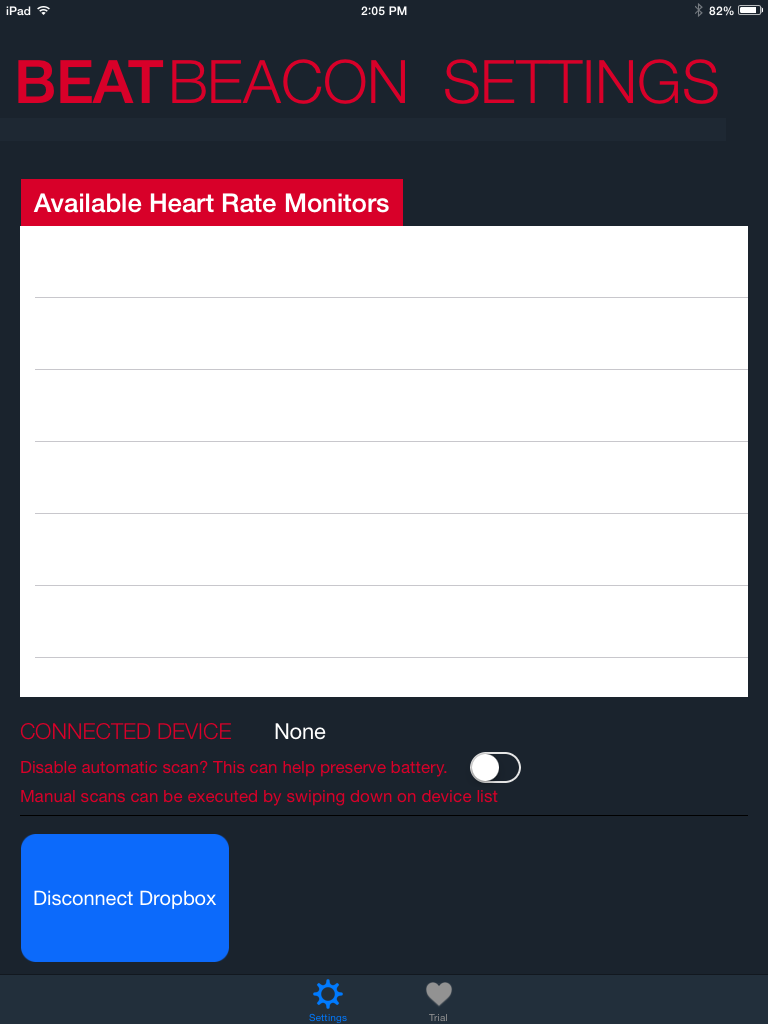 iPad 2:05 PM 82%
BEATBEACON SETTINGS
Available Heart Rate Monitors
CONNECTED DEVICE None
Disable automatic scan? This can help preserve battery.
Manual scans can be executed by swiping down on device list
Disconnect Dropbox
Settings Trial